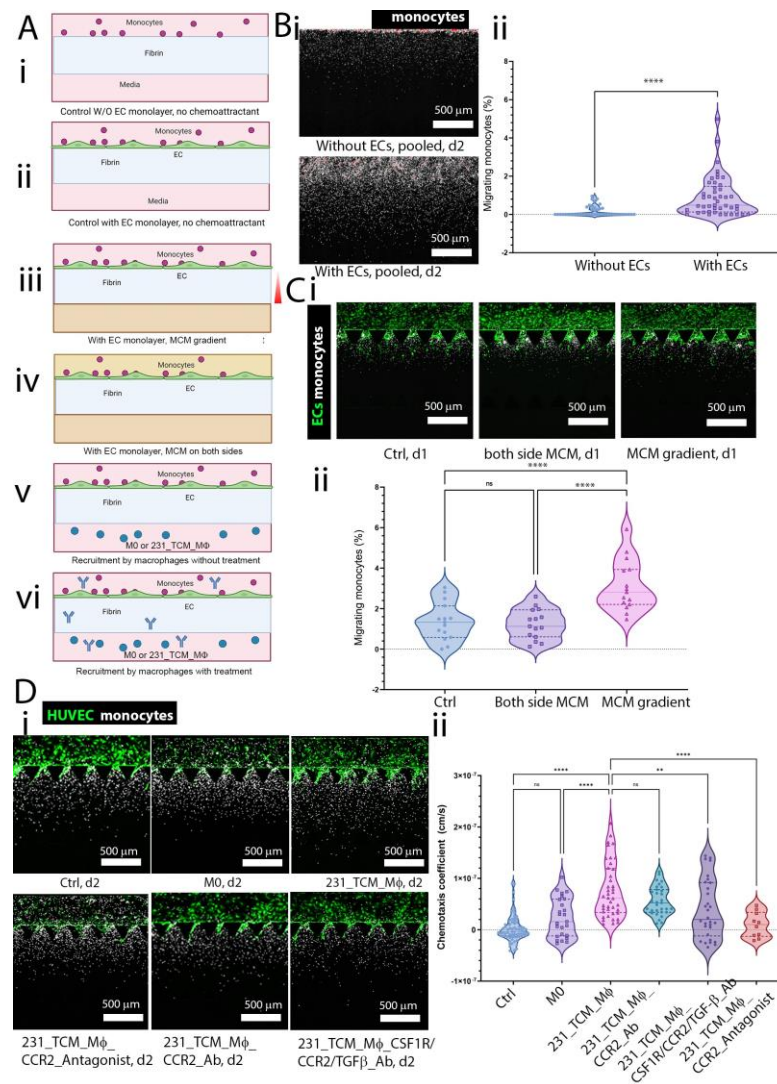 A
i
Monocytes
Fibrin
Media
Control W/O EC monolayer, no chemoattractant
ii
Monocytes
Fibrin
EC
Media
Control with EC monolayer, no chemoattractant
iii
Monocytes
Fibrin
EC
With EC monolayer, MCM gradient
iv
Monocytes
Fibrin
EC
With EC monolayer, MCM on both sides
v
Monocytes
Fibrin
EC
M0 or 231_TCM_MΦ
Recruitment by macrophages without treatment
vi
Monocytes
Fibrin
EC
M0 or 231_TCM_MΦ
Recruitment by macrophages with treatment
Bi
monocytes
500 μm
Without ECs, pooled, d2
500 μm
With ECs, pooled, d2
ii
Migrating monocytes (%)
8
6
4
2
0
-2
****
Without ECs
With ECs
Ci
ECs monocytes
500 μm
500 μm
500 μm
Ctrl, d1
both side MCM, d1
MCM gradient, d1
ii
Migrating monocytes (%)
8
6
4
2
0
-2
****
ns
****
Ctrl
Both side MCM
MCM gradient
D
i
HUVEC monocytes
500 μm
500 μm
500 μm
Ctrl, d2
M0, d2
231_TCM_Mϕ, d2
500 μm
500 μm
500 μm
231_TCM_Mϕ_
CCR2_Antagonist, d2
231_TCM_Mϕ_
CCR2_Ab, d2
231_TCM_Mϕ_CSF1R/
CCR2/TGFβ_Ab, d2
ii
Chemotaxis coefficient (cm/s)
3×10⁻⁷
2×10⁻⁷
1×10⁻⁷
0
-1×10⁻⁷
****
****
ns
****
ns
**
Ctrl
M0
231_TCM_Mϕ
231_TCM_Mϕ_
CCR2_Ab
231_TCM_Mϕ_
CSF1R/CCR2/TGF-β_Ab
231_TCM_Mϕ_
CCR2_Antagonist